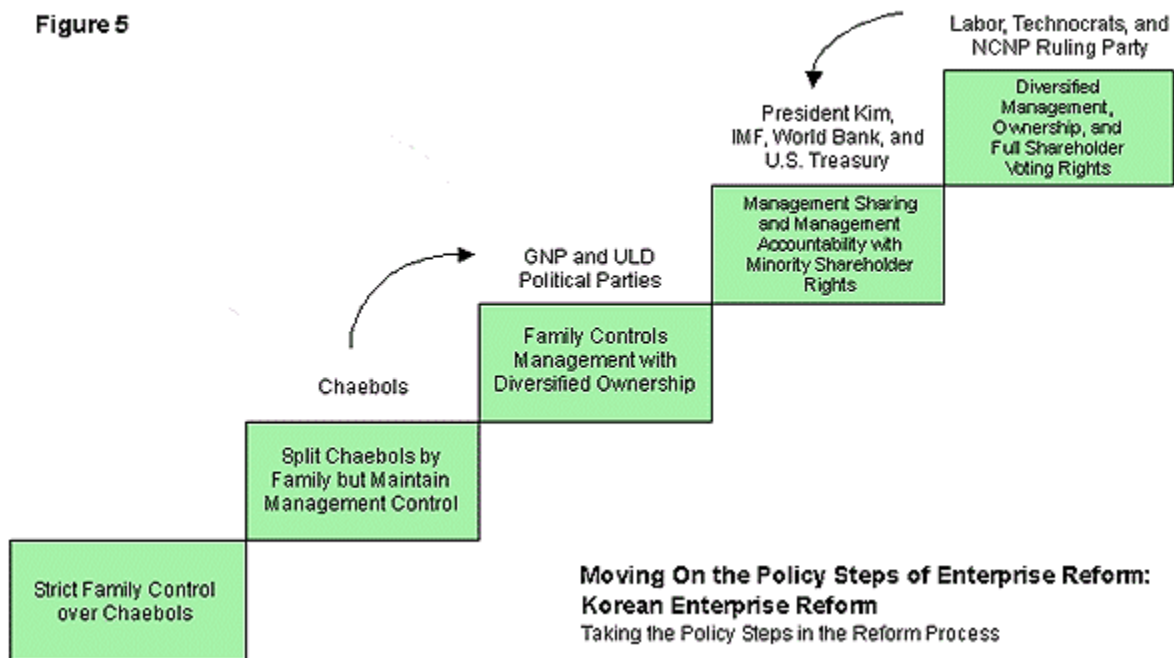 Figure 5
Labor, Technocrats, and
NCNP Ruling Party
Diversified
Management,
Ownership, and
Full Shareholder
Voting Rights
President Kim,
IMF, World Bank, and
U.S. Treasury
Management Sharing
and Management
Accountability with
Minority Shareholder
Rights
GNP and ULD
Political Parties
Family Controls
Management with
Diversified Ownership
Chaebols
Split Chaebols by
Family but Maintain
Management Control
Strict Family Control
over Chaebols
Moving On the Policy Steps of Enterprise Reform:
Korean Enterprise Reform
Taking the Policy Steps in the Reform Process